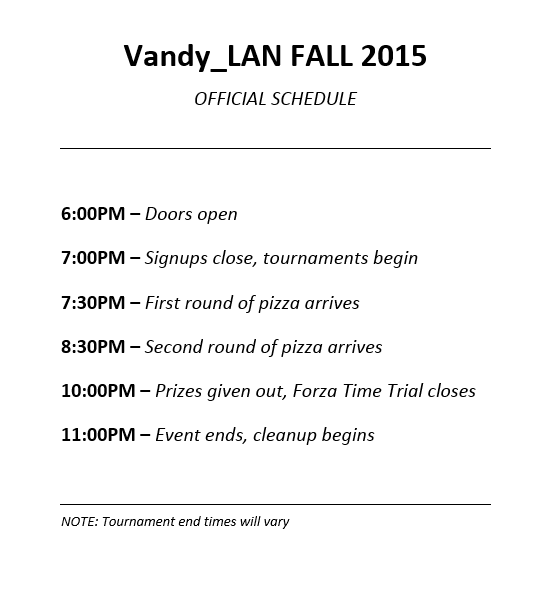 Vandy_LAN FALL 2015
OFFICIAL SCHEDULE
6:00PM – Doors open
7:00PM – Signups close, tournaments begin
7:30PM – First round of pizza arrives
8:30PM – Second round of pizza arrives
10:00PM – Prizes given out, Forza Time Trial closes
11:00PM – Event ends, cleanup begins
NOTE: Tournament end times will vary